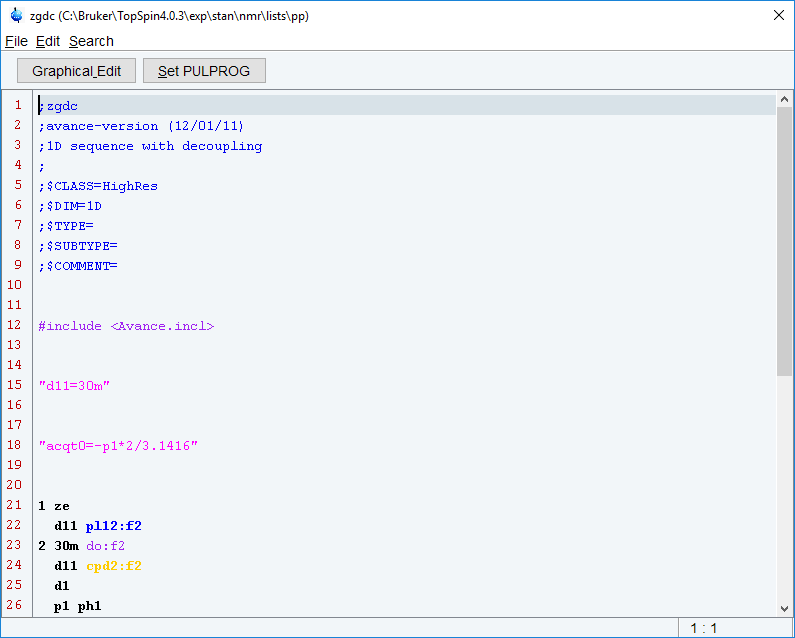 zgdc (C:\Bruker\TopSpin4.0.3\exp\stan\nmr\lists\pp)
File Edit Search
Graphical_Edit Set PULPROG
1 ;zgdc
2 ;avance-version (12/01/11)
3 ;1D sequence with decoupling
4 ;
5 ;$CLASS=HighRes
6 ;$DIM=1D
7 ;$TYPE=
8 ;$SUBTYPE=
9 ;$COMMENT=
10
11
12 #include <Avance.incl>
13
14
15 "d11=30m"
16
17
18 "acqt0=-p1*2/3.1416"
19
20
21 1 ze
22 d11 pl12:f2
23 2 30m do:f2
24 d11 cpd2:f2
25 d1
26 p1 ph1
1 : 1